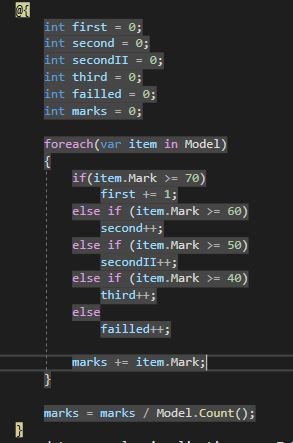 @{
int first = 0;
int second = 0;
int secondII = 0;
int third = 0;
int failled = 0;
int marks = 0;
foreach(var item in Model)
{
if(item.Mark >= 70)
first += 1;
else if (item.Mark >= 60)
second++;
else if (item.Mark >= 50)
secondII++;
else if (item.Mark >= 40)
third++;
else
failled++;
marks += item.Mark;
}
marks = marks / Model.Count();
}